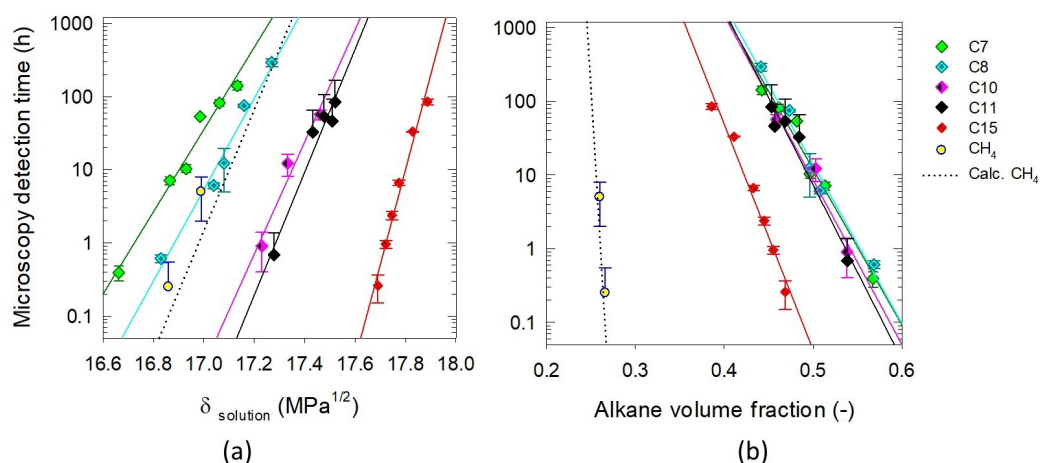 Microscopy detection time (h)
1000
100
10
1
0.1
16.6 16.8 17.0 17.2 17.4 17.6 17.8 18.0
δ solution (MPa1/2)
(a)
1000
100
10
1
0.1
0.2 0.3 0.4 0.5 0.6
Alkane volume fraction (-)
(b)
C7
C8
C10
C11
C15
CH4
Calc. CH4